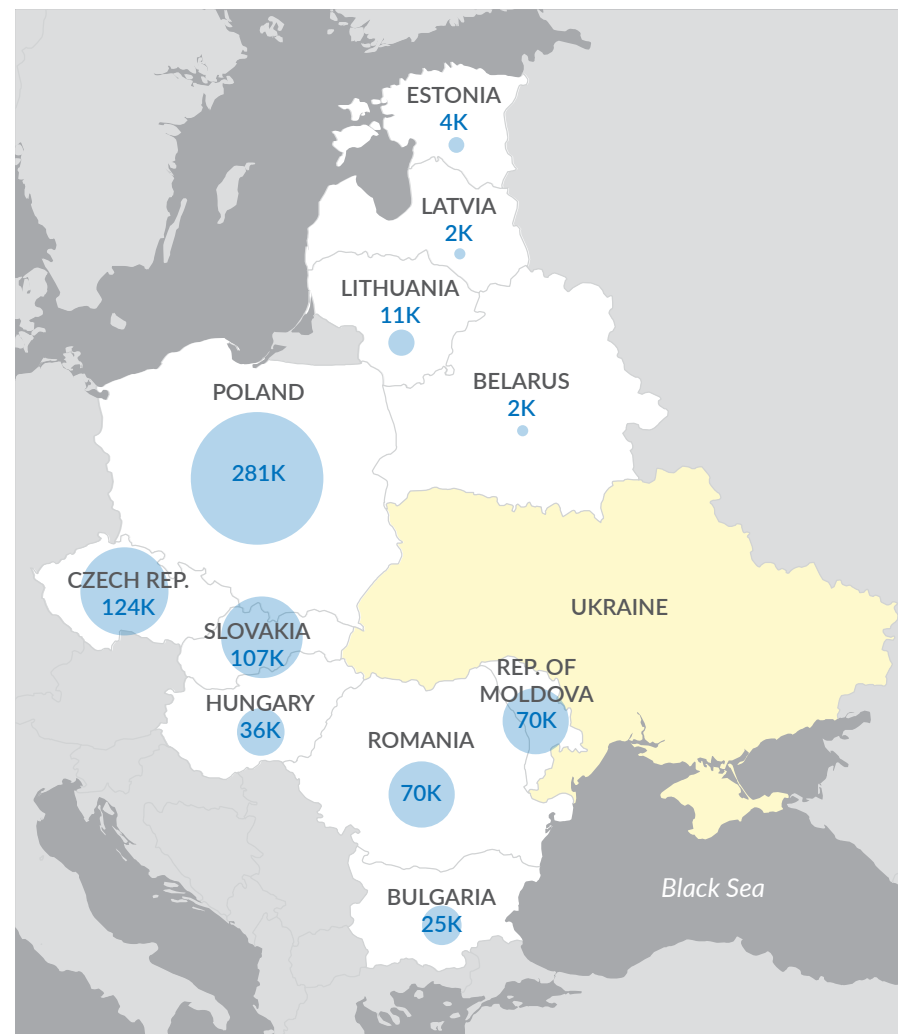 ESTONIA
4K
LATVIA
2K
LITHUANIA
11K
BELARUS
2K
POLAND
281K
CZECH REP.
124K
UKRAINE
SLOVAKIA
107K
REP. OF
MOLDOVA
70K
HUNGARY
36K
ROMANIA
70K
BULGARIA
25K
Black Sea